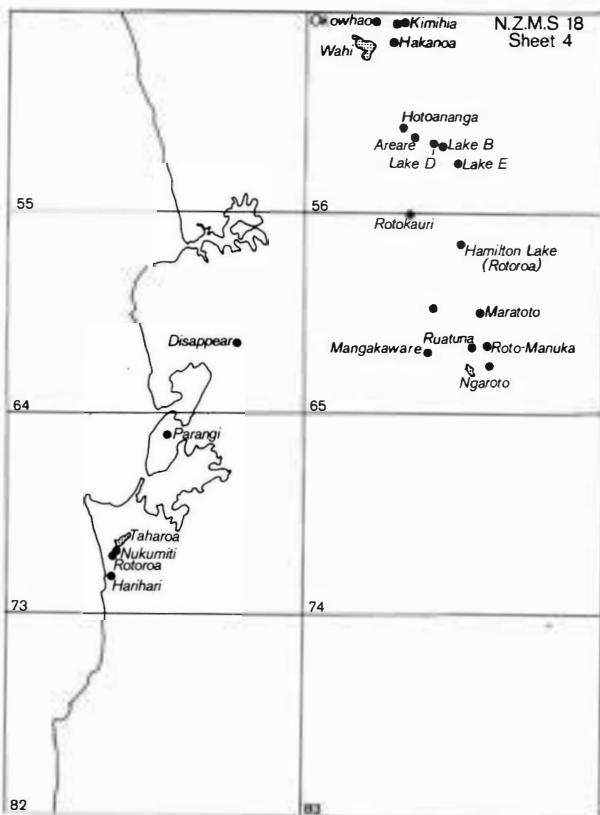 N.Z.M.S 18
Sheet 4
Kimihia
Wahi
Hakanoa
Hotoananga
Areare
Lake B
Lake D
Lake E
55
56
Rotokauri
Hamilton Lake
(Rotoroa)
Maratoto
Disappear
Ruatuna
Mangakaware
Roto-Manuka
Ngaroto
64
65
Parangi
Taharoa
Nukumiti
Rotoroa
Harihari
73
74
82
83